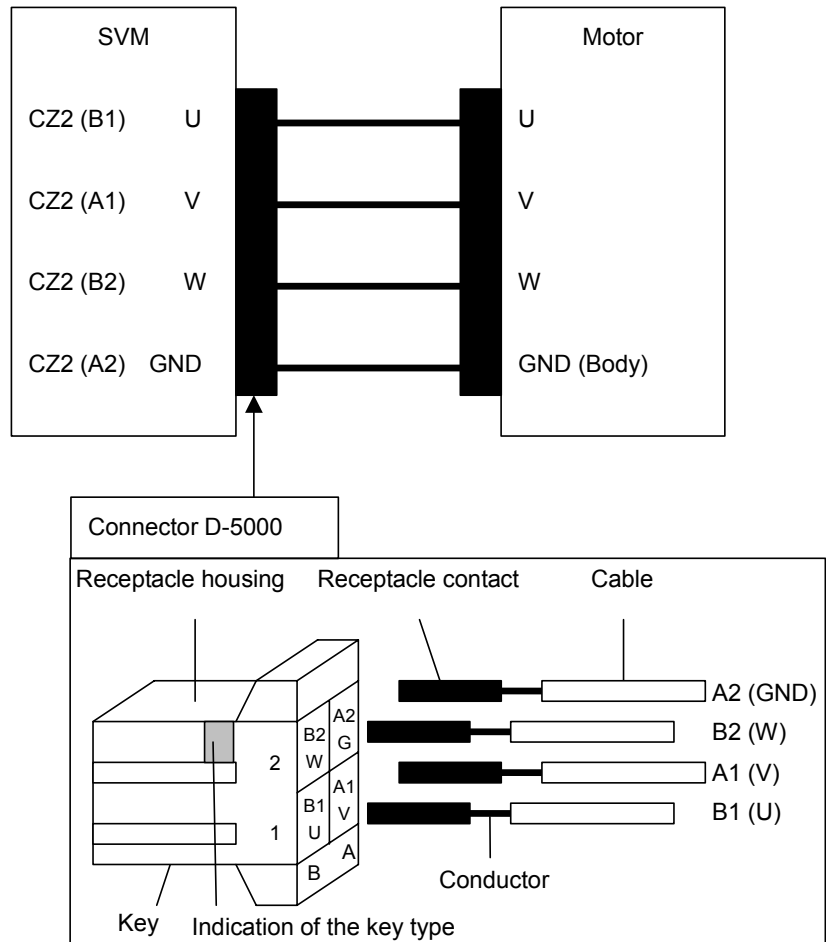 SVM Motor
CZ2 (B1) U U
CZ2 (A1) V V
CZ2 (B2) W W
CZ2 (A2) GND GND (Body)
Connector D-5000
Receptacle housing Receptacle contact Cable
A2 (GND)
B2 (W)
A1 (V)
B1 (U)
A2
G
B2
W
2
A1
V
B1
U
1
A
B
Conductor
Key Indication of the key type